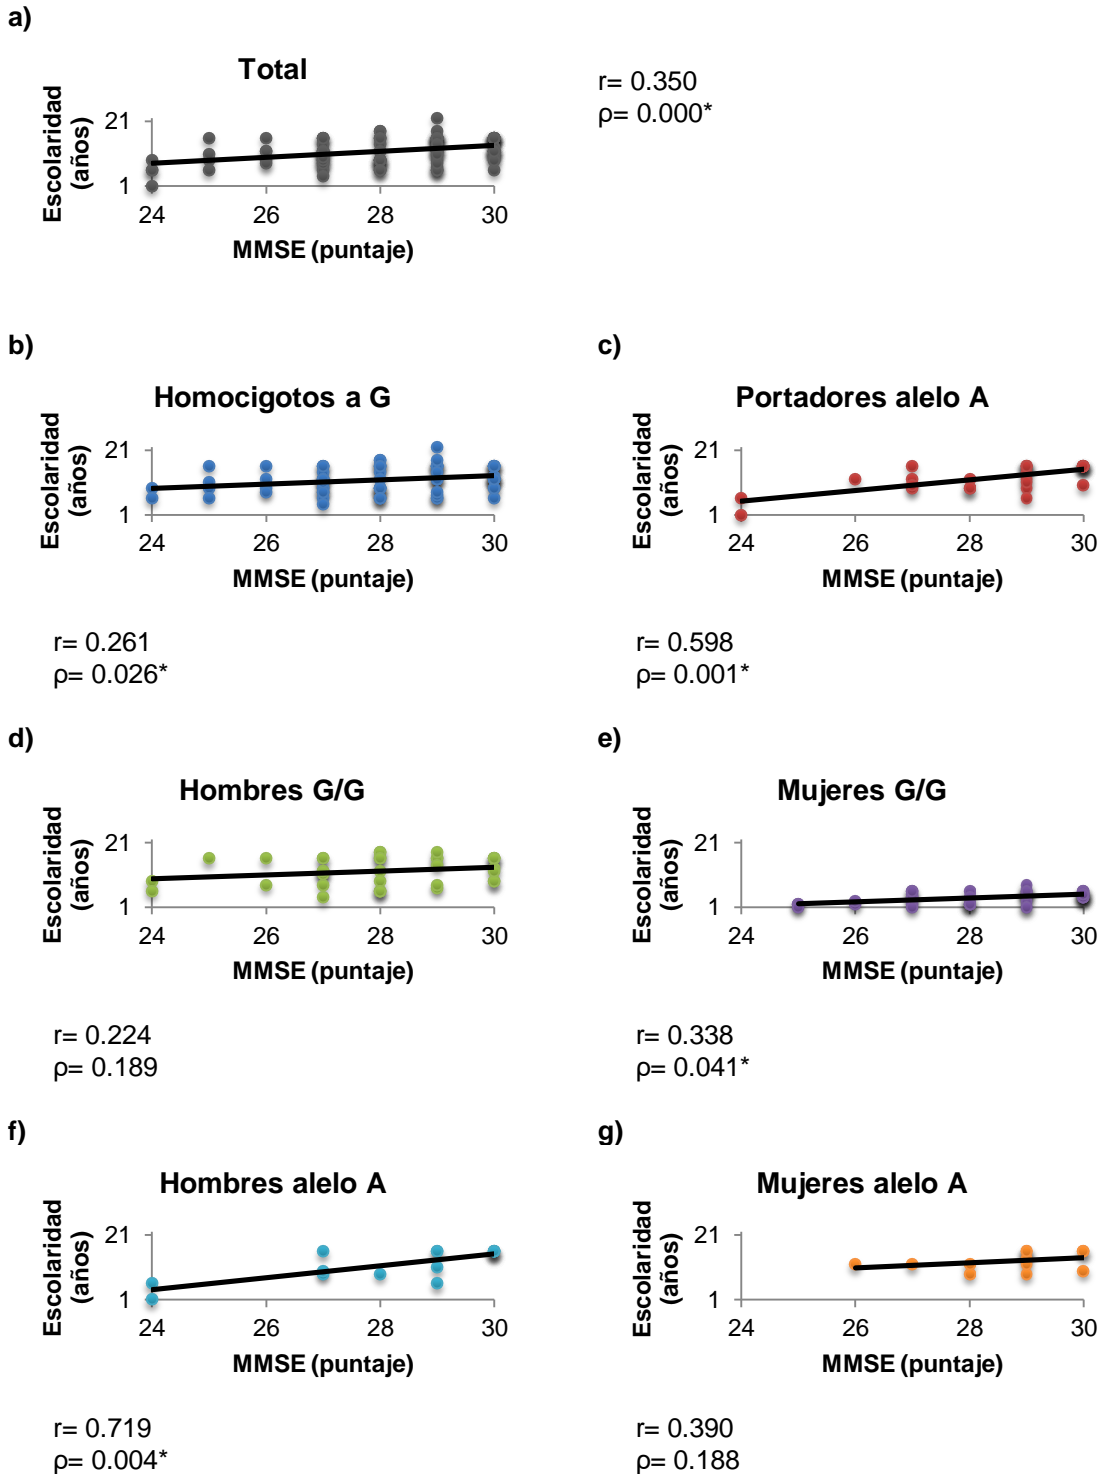 a)
Total
Escolaridad
(años)
21
1
24 26 28 30
MMSE (puntaje)
r= 0.350
ρ= 0.000*
b)
Homocigotos a G
Escolaridad
(años)
21
1
24 26 28 30
MMSE (puntaje)
r= 0.261
ρ= 0.026*
c)
Portadores alelo A
Escolaridad
(años)
21
1
24 26 28 30
MMSE (puntaje)
r= 0.598
ρ= 0.001*
d)
Hombres G/G
Escolaridad
(años)
21
1
24 26 28 30
MMSE (puntaje)
r= 0.224
ρ= 0.189
e)
Mujeres G/G
Escolaridad
(años)
21
1
24 26 28 30
MMSE (puntaje)
r= 0.338
ρ= 0.041*
f)
Hombres alelo A
Escolaridad
(años)
21
1
24 26 28 30
MMSE (puntaje)
r= 0.719
ρ= 0.004*
g)
Mujeres alelo A
Escolaridad
(años)
21
1
24 26 28 30
MMSE (puntaje)
r= 0.390
ρ= 0.188